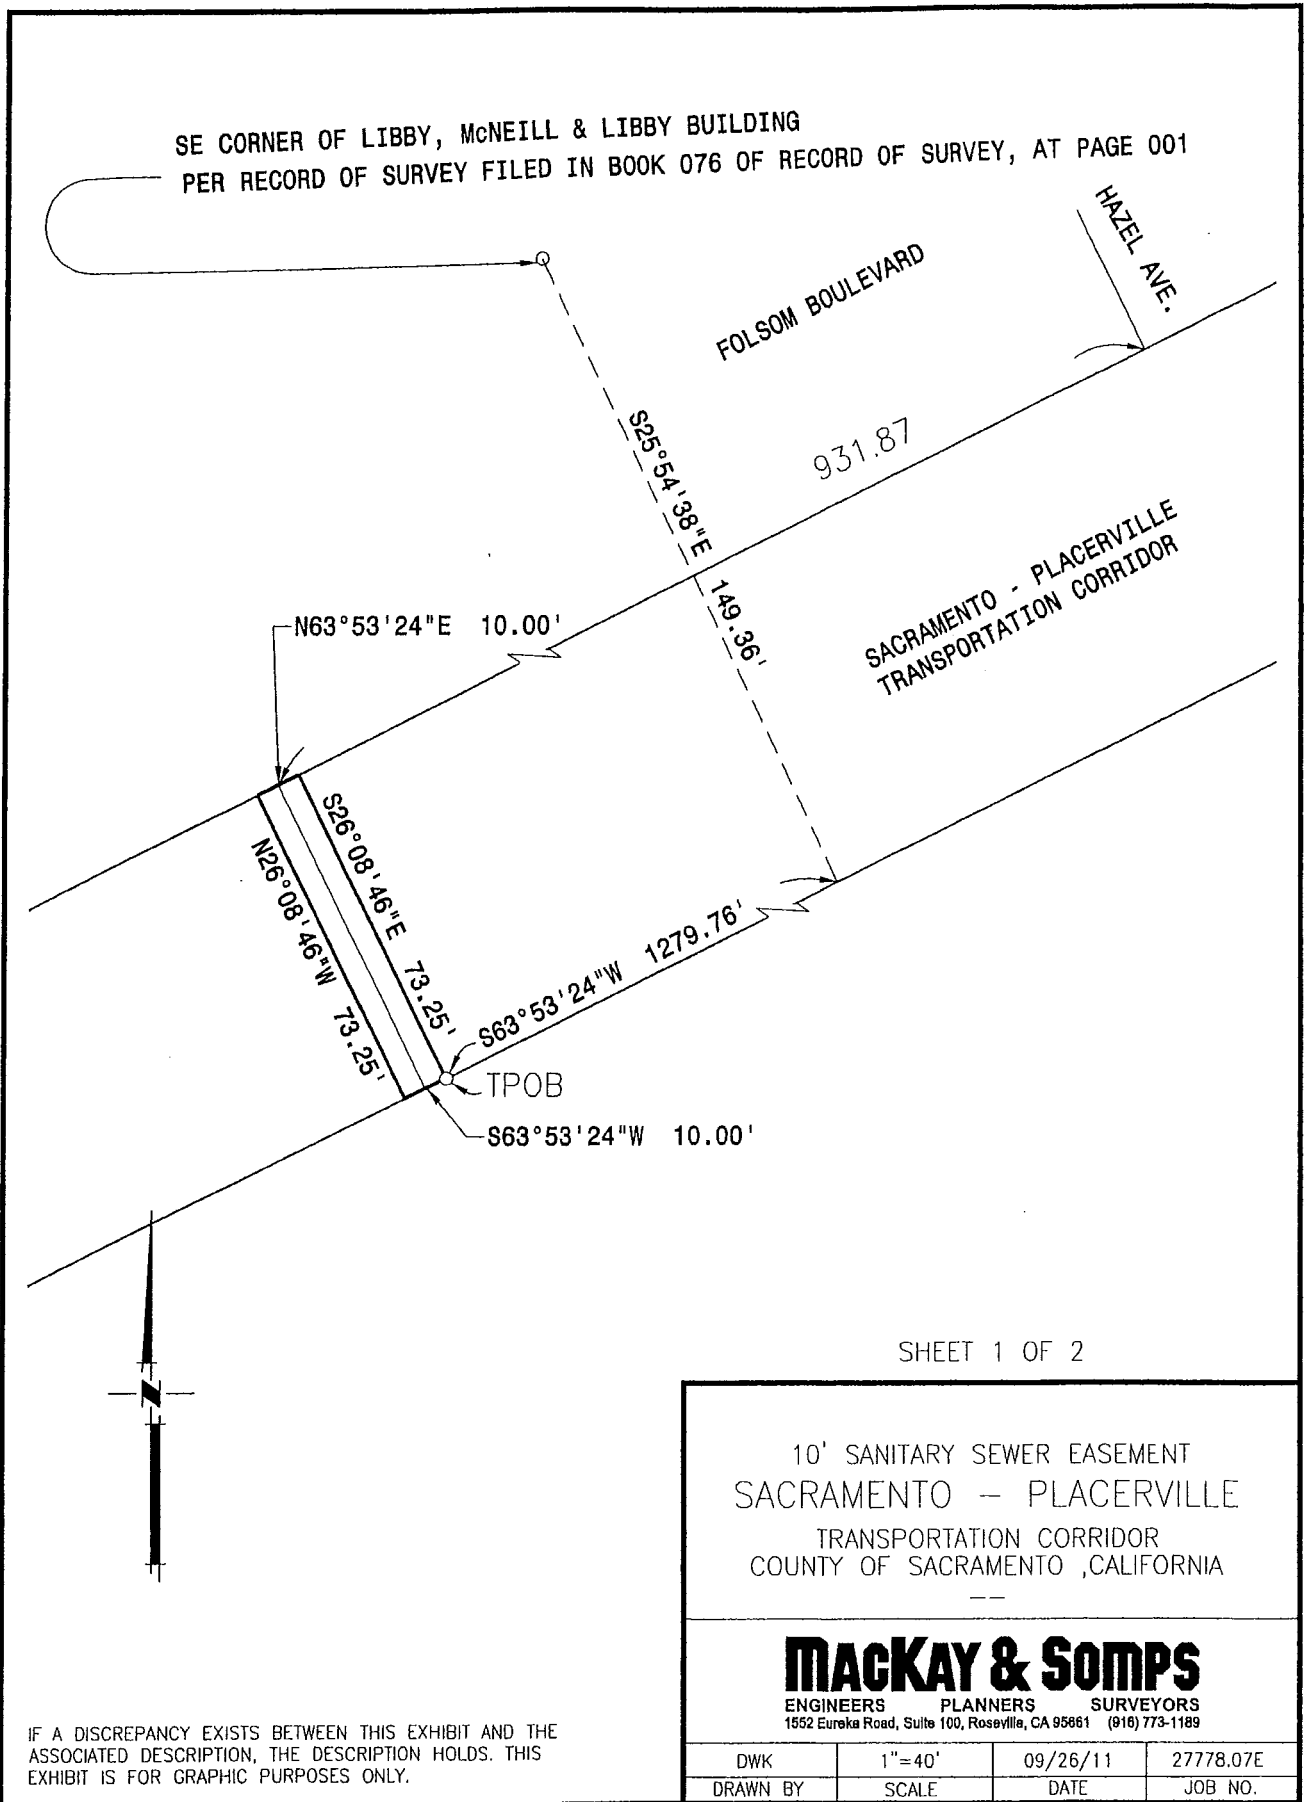 SE CORNER OF LIBBY, McNEILL & LIBBY BUILDING
PER RECORD OF SURVEY FILED IN BOOK 076 OF RECORD OF SURVEY, AT PAGE 001
HAZEL AVE.
FOLSOM BOULEVARD
S25°54'38"E 149.36'
931.87
SACRAMENTO - PLACERVILLE
TRANSPORTATION CORRIDOR
N63°53'24"E 10.00'
S26°08'46"E 73.25'
N26°08'46"W 73.25'
S63°53'24"W 1279.76'
TPOB
S63°53'24"W 10.00'
N
SHEET 1 OF 2
10' SANITARY SEWER EASEMENT
SACRAMENTO — PLACERVILLE
TRANSPORTATION CORRIDOR
COUNTY OF SACRAMENTO ,CALIFORNIA
——
MACKAY & SOMPS
ENGINEERS PLANNERS SURVEYORS
1552 Eureka Road, Suite 100, Roseville, CA 95661 (916) 773-1189
IF A DISCREPANCY EXISTS BETWEEN THIS EXHIBIT AND THE
ASSOCIATED DESCRIPTION, THE DESCRIPTION HOLDS. THIS
EXHIBIT IS FOR GRAPHIC PURPOSES ONLY.
DWK 1"=40' 09/26/11 27778.07E
DRAWN BY SCALE DATE JOB NO.